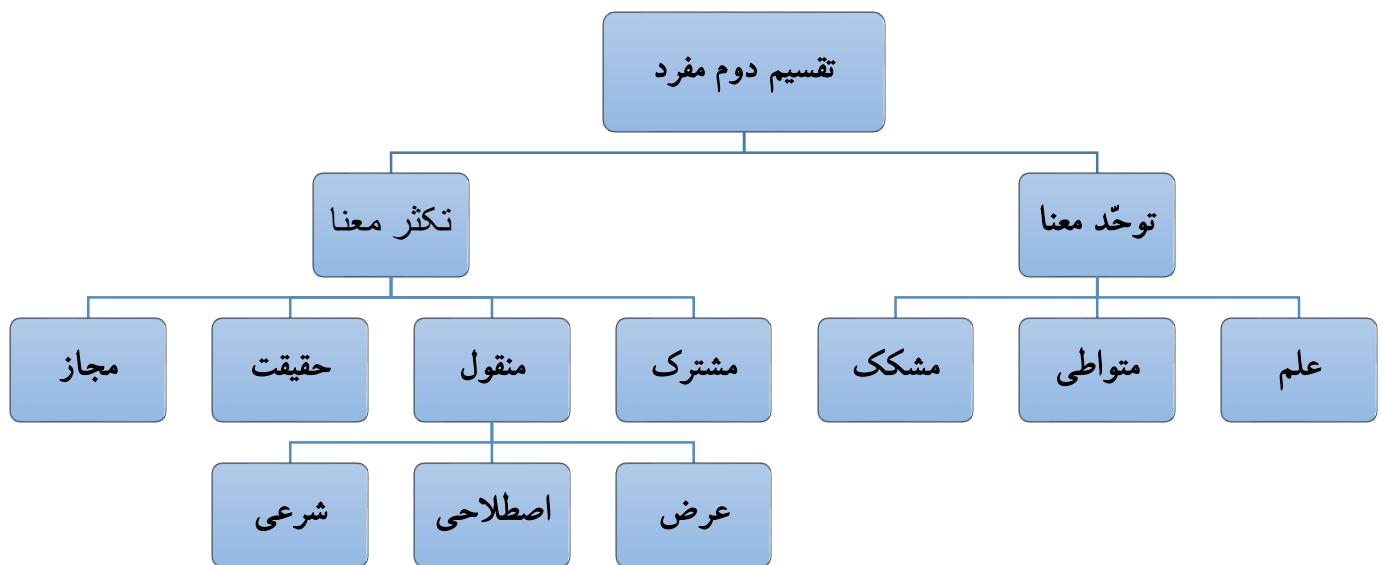 تقسیم دوم مفرد
توحّد معنا
تکثر معنا
علم
متواطی
مشکک
مشترک
منقول
حقیقت
مجاز
عرض
اصطلاحی
شرعی